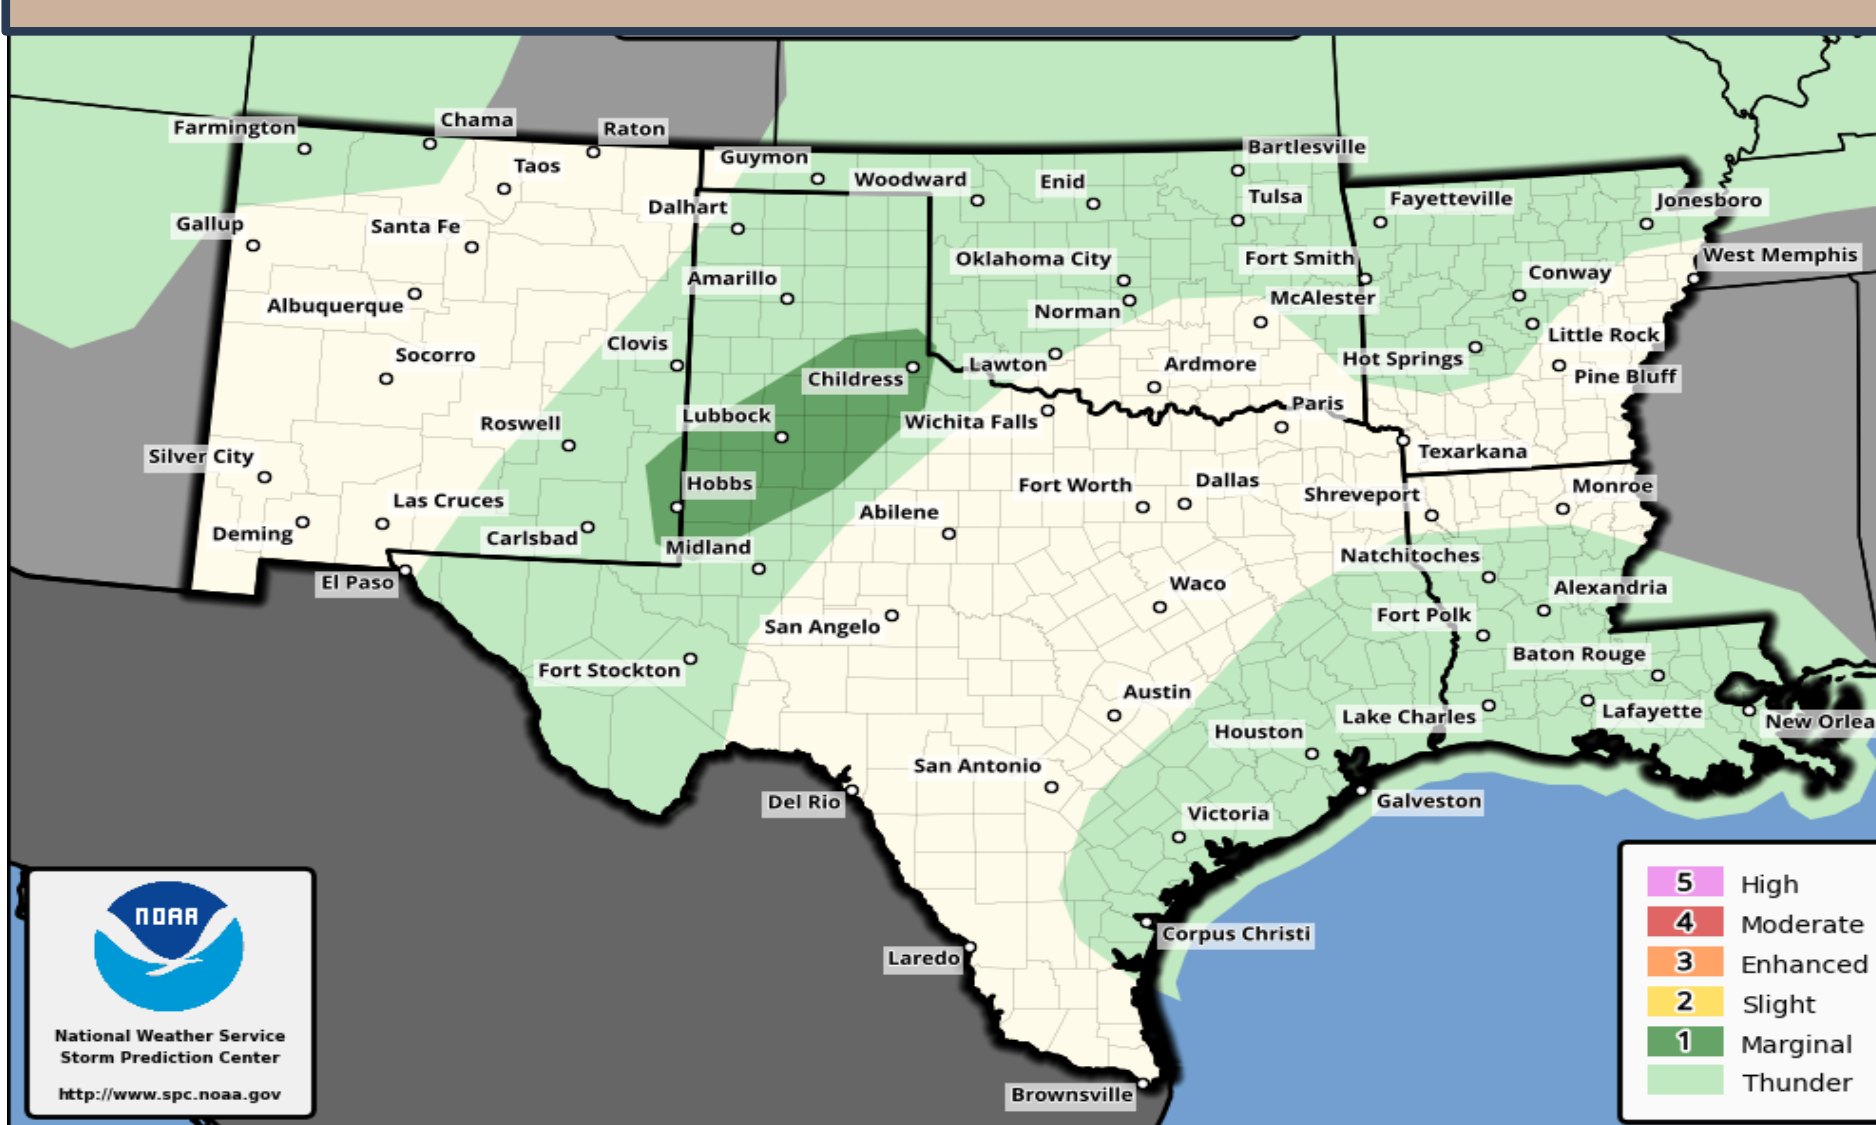 Farmington
Chama
Raton
Taos
Guymon
Woodward
Enid
Bartlesville
Tulsa
Fayetteville
Jonesboro
Gallup
Santa Fe
Dalhart
Oklahoma City
Fort Smith
Conway
West Memphis
Albuquerque
Amarillo
Norman
McAlester
Little Rock
Socorro
Clovis
Childress
Lawton
Ardmore
Hot Springs
Pine Bluff
Roswell
Lubbock
Wichita Falls
Paris
Texarkana
Silver City
Las Cruces
Hobbs
Fort Worth
Dallas
Shreveport
Monroe
Deming
Carlsbad
Midland
Abilene
Natchitoches
El Paso
Waco
Alexandria
San Angelo
Fort Polk
Fort Stockton
Baton Rouge
Austin
Lake Charles
Lafayette
New Orlea
Houston
San Antonio
Del Rio
Victoria
Galveston
Corpus Christi
Laredo
Brownsville
NOAA
National Weather Service
Storm Prediction Center
http://www.spc.noaa.gov
5 High
4 Moderate
3 Enhanced
2 Slight
1 Marginal
Thunder